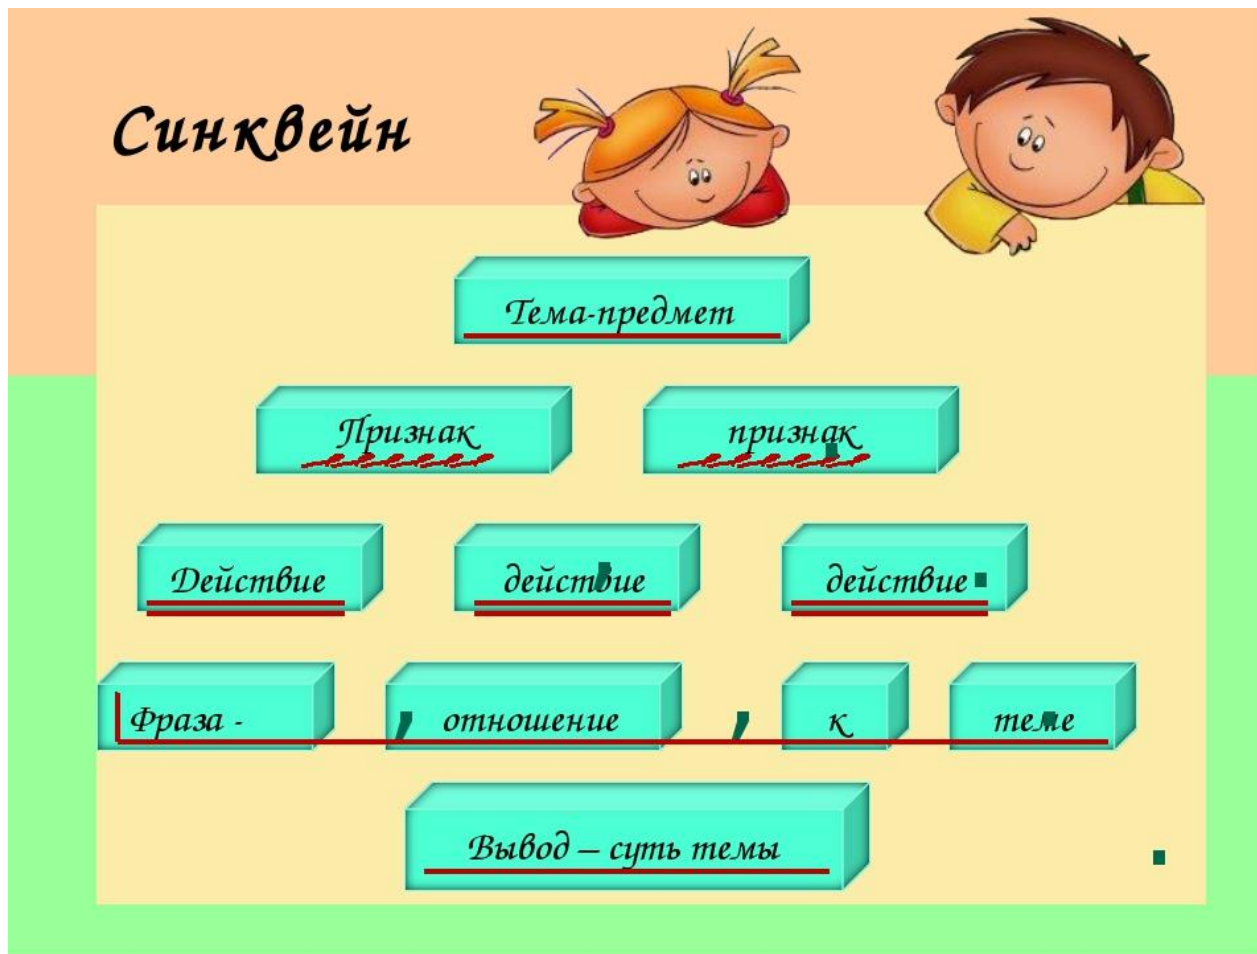 Синквейн
Тема-предмет
Признак признак.
Действие действие, действие.
Фраза - , отношение , к теме.
Вывод – суть темы .